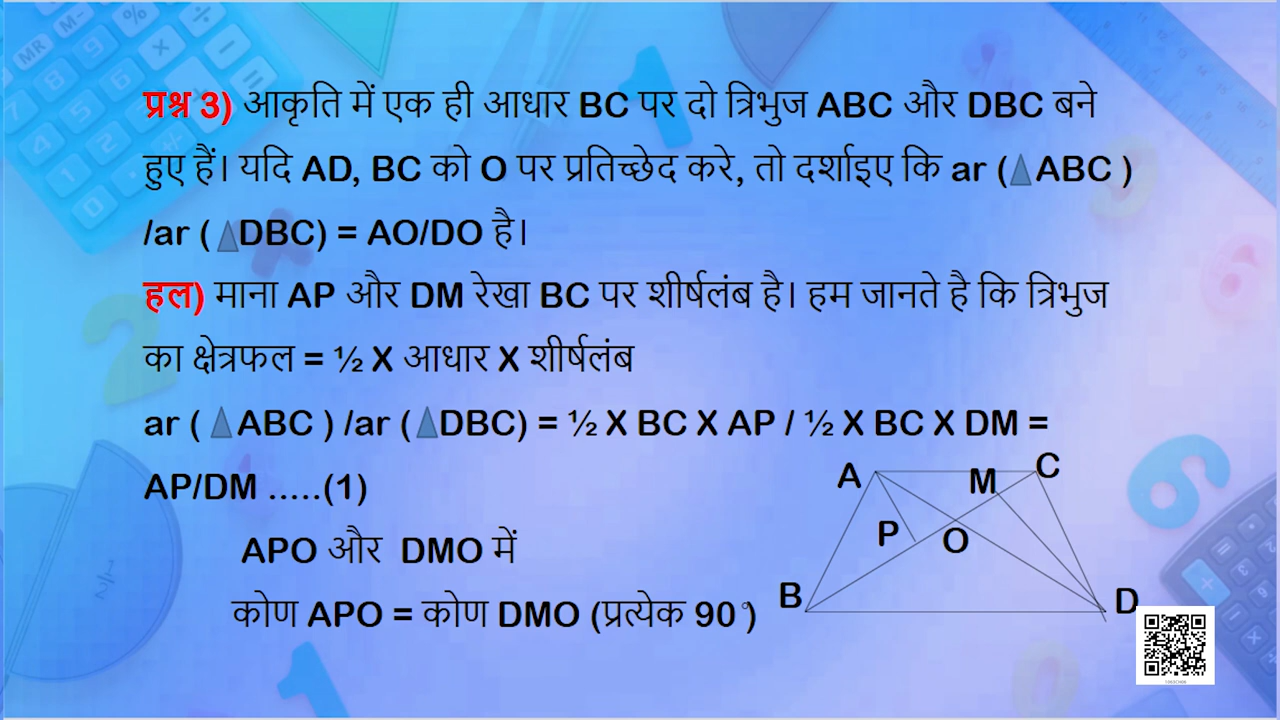 प्रश्न 3) आकृति में एक ही आधार BC पर दो त्रिभुज ABC और DBC बने
हुए हैं। यदि AD, BC को O पर प्रतिच्छेद करे, तो दर्शाइए कि ar (△ABC )
/ar ( △DBC) = AO/DO है।
हल) माना AP और DM रेखा BC पर शीर्षलंब है। हम जानते है कि त्रिभुज
का क्षेत्रफल = ½ X आधार X शीर्षलंब
ar ( △ABC ) /ar (△DBC) = ½ X BC X AP / ½ X BC X DM =
AP/DM .....(1)
APO और DMO में
कोण APO = कोण DMO (प्रत्येक 90°)
A
M
C
P
O
B
D